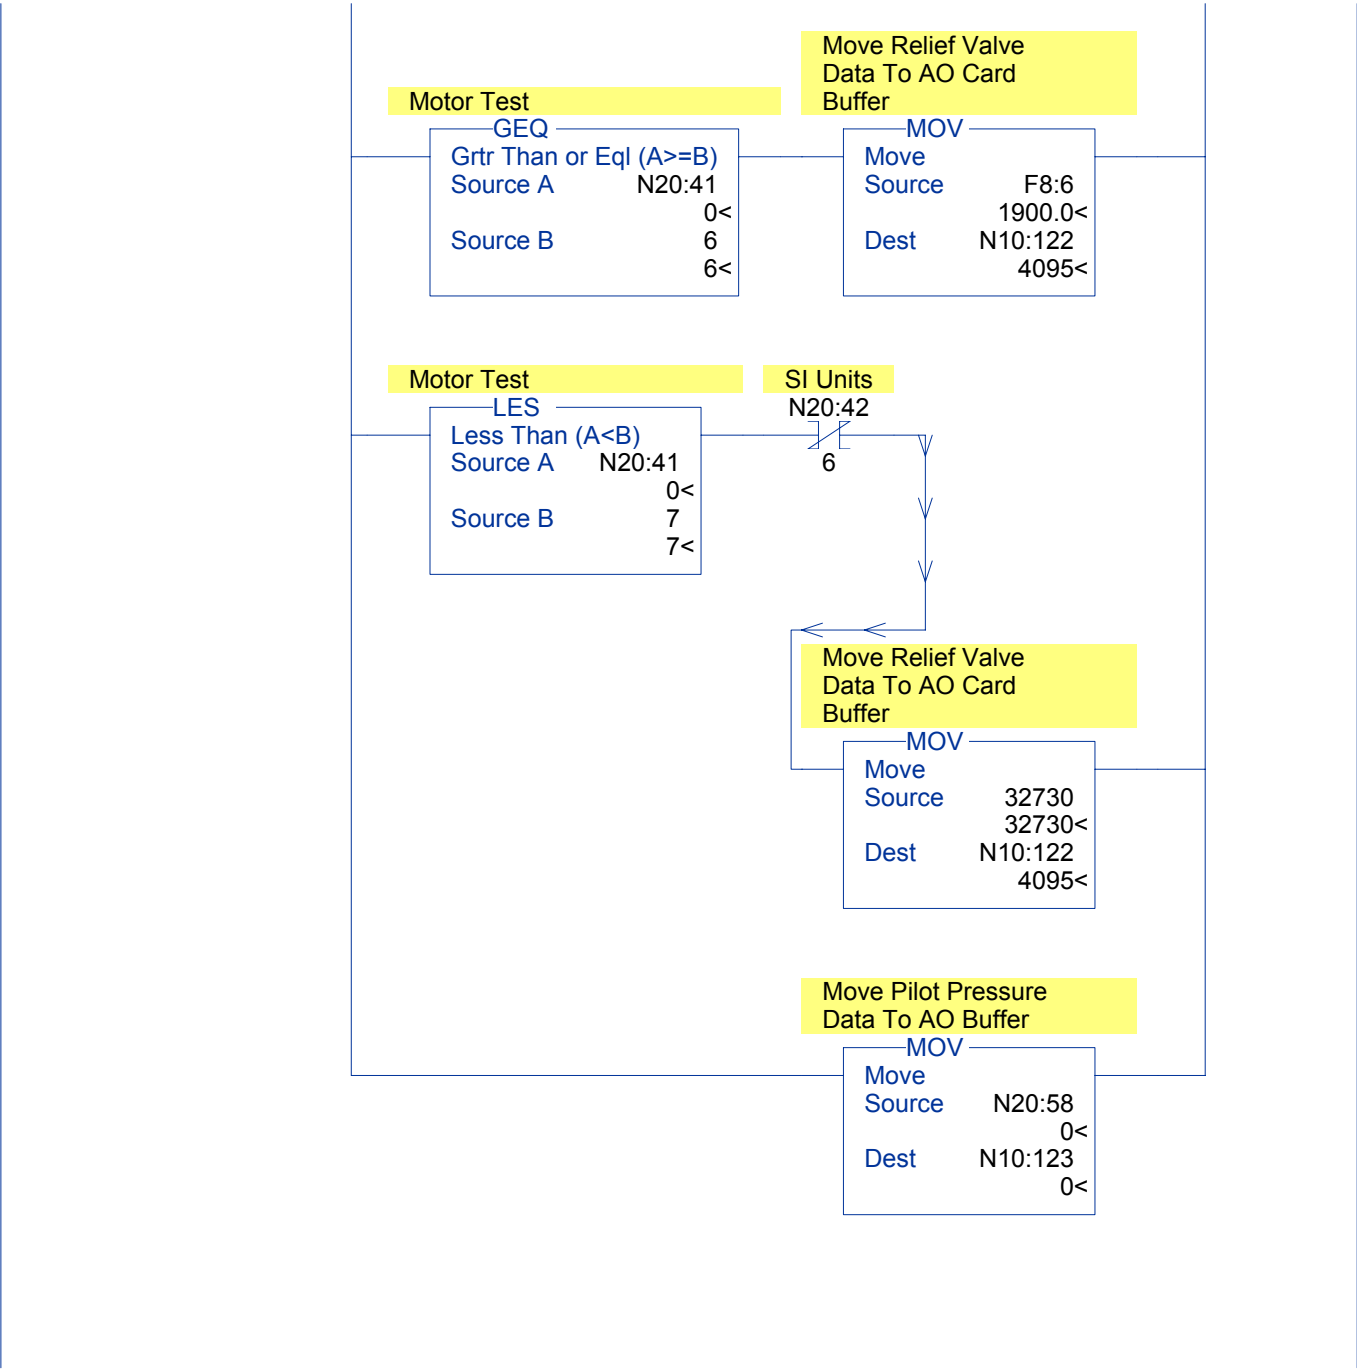 Move Relief Valve
Data To AO Card
Buffer
Motor Test
GEQ
Grtr Than or Eql (A>=B)
Source A N20:41
0<
Source B 6
6<
MOV
Move
Source F8:6
1900.0<
Dest N10:122
4095<
Motor Test
LES
Less Than (A<B)
Source A N20:41
0<
Source B 7
7<
SI Units
N20:42
6
Move Relief Valve
Data To AO Card
Buffer
MOV
Move
Source 32730
32730<
Dest N10:122
4095<
Move Pilot Pressure
Data To AO Buffer
MOV
Move
Source N20:58
0<
Dest N10:123
0<